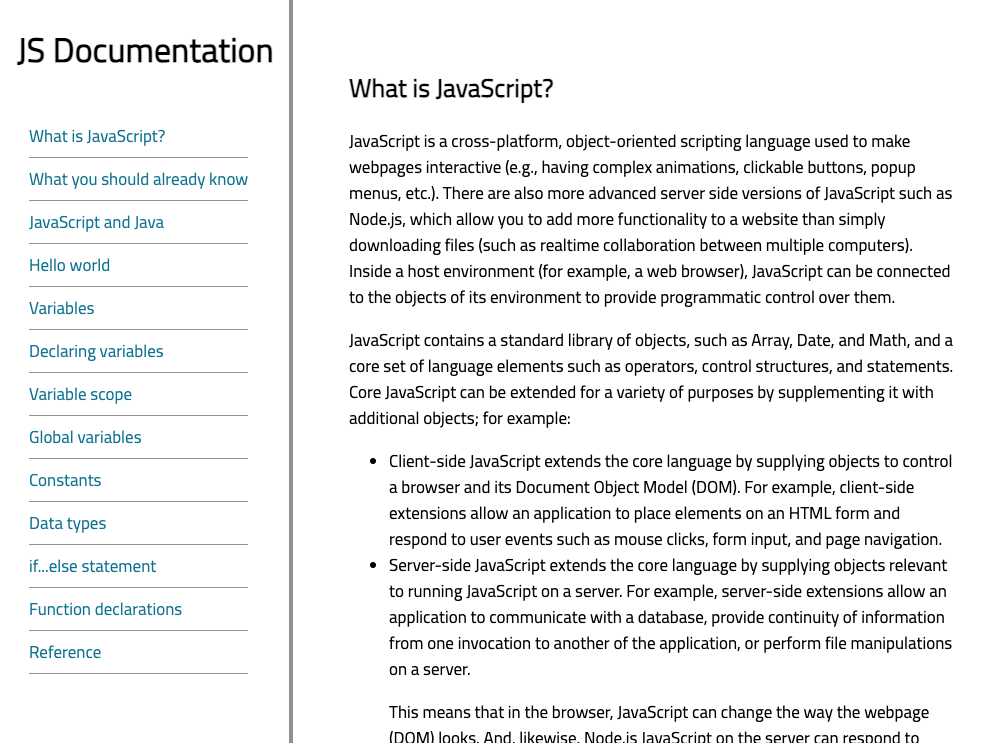 JS Documentation
What is JavaScript?
What you should already know
JavaScript and Java
Hello world
Variables
Declaring variables
Variable scope
Global variables
Constants
Data types
if...else statement
Function declarations
Reference
What is JavaScript?
JavaScript is a cross-platform, object-oriented scripting language used to make
webpages interactive (e.g., having complex animations, clickable buttons, popup
menus, etc.). There are also more advanced server side versions of JavaScript such as
Node.js, which allow you to add more functionality to a website than simply
downloading files (such as realtime collaboration between multiple computers).
Inside a host environment (for example, a web browser), JavaScript can be connected
to the objects of its environment to provide programmatic control over them.
JavaScript contains a standard library of objects, such as Array, Date, and Math, and a
core set of language elements such as operators, control structures, and statements.
Core JavaScript can be extended for a variety of purposes by supplementing it with
additional objects; for example:
• Client-side JavaScript extends the core language by supplying objects to control
a browser and its Document Object Model (DOM). For example, client-side
extensions allow an application to place elements on an HTML form and
respond to user events such as mouse clicks, form input, and page navigation.
• Server-side JavaScript extends the core language by supplying objects relevant
to running JavaScript on a server. For example, server-side extensions allow an
application to communicate with a database, provide continuity of information
from one invocation to another of the application, or perform file manipulations
on a server.
This means that in the browser, JavaScript can change the way the webpage
(DOM) looks. And, likewise, Node.js JavaScript on the server can respond to